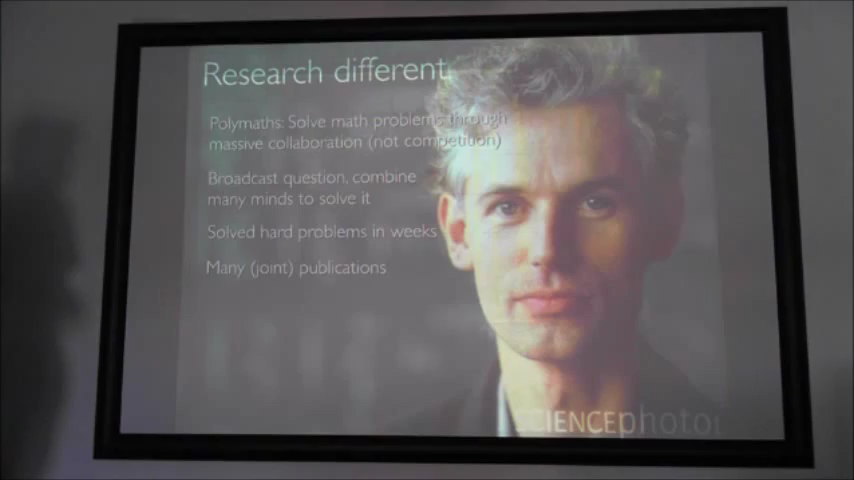 Research different.
Polymaths: Solve math problems through
massive collaboration (not competition)
Broadcast question, combine
many minds to solve it
Solved hard problems in weeks
Many (joint) publications
SCIENCEphotoL